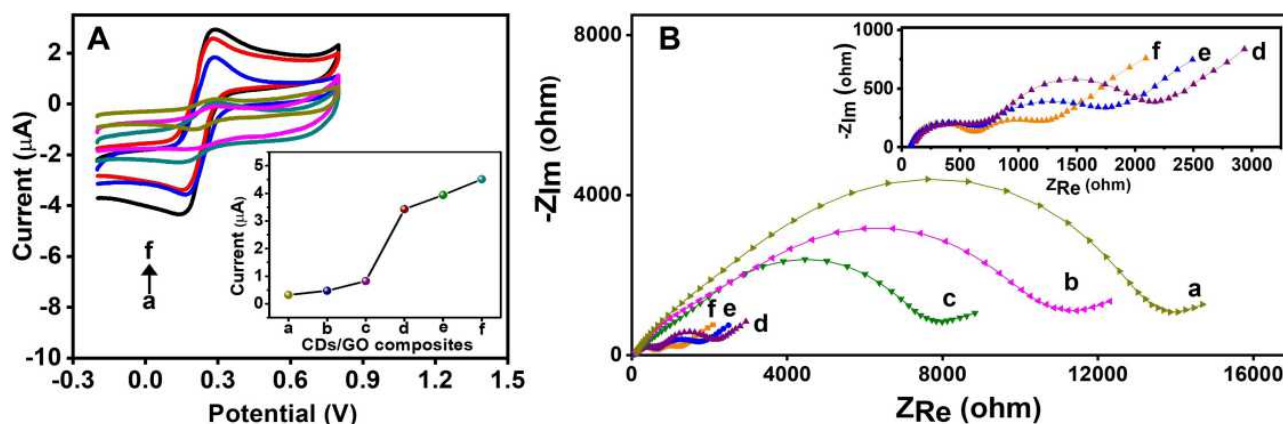 A
Current (µA)
2
0
-2
-4
-6
-8
-10
-0.3
0.0
0.3
0.6
0.9
1.2
1.5
Potential (V)
f
a
Current (µA)
5
4
3
2
1
0
a
b
c
d
e
f
CDs/GO composites
B
-ZIm (ohm)
8000
4000
0
0
4000
8000
12000
16000
ZRe (ohm)
f
e
d
c
b
a
-ZIm (ohm)
1000
750
500
250
0
0
500
1000
1500
2000
2500
3000
ZRe (ohm)
f
e
d